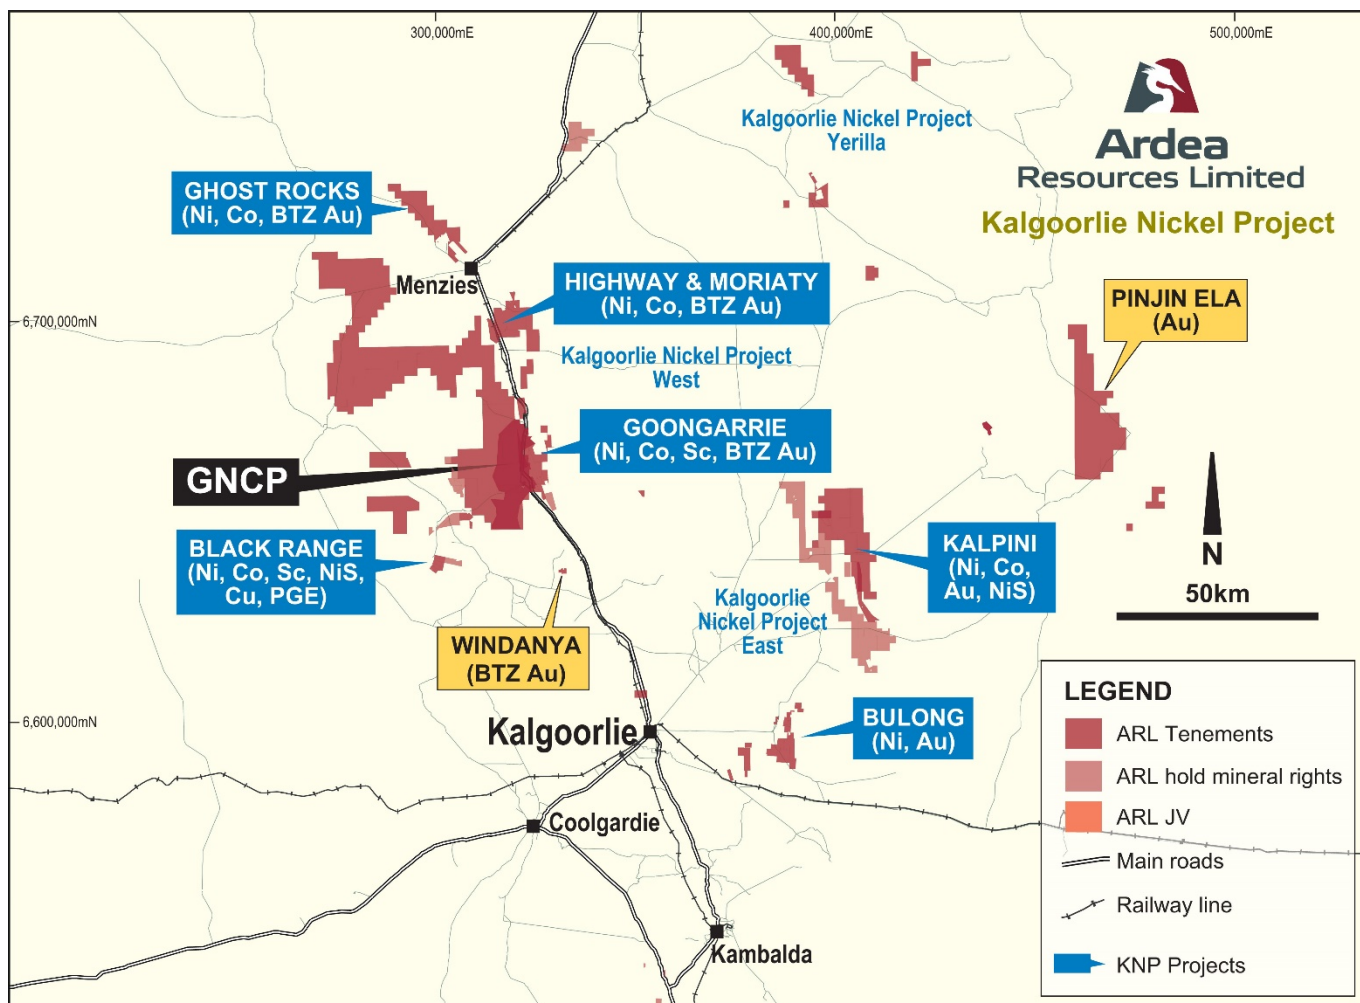 300,000mE
400,000mE
500,000mE
Ardea
Resources Limited
Kalgoorlie Nickel Project
Kalgoorlie Nickel Project
Yerilla
GHOST ROCKS
(Ni, Co, BTZ Au)
Menzies
HIGHWAY & MORIATY
(Ni, Co, BTZ Au)
PINJIN ELA
(Au)
6,700,000mN
Kalgoorlie Nickel Project
West
GOONGARRIE
(Ni, Co, Sc, BTZ Au)
GNCP
BLACK RANGE
(Ni, Co, Sc, NiS,
Cu, PGE)
KALPINI
(Ni, Co,
Au, NiS)
N
50km
Kalgoorlie
Nickel Project
East
WINDANYA
(BTZ Au)
6,600,000mN
Kalgoorlie
BULONG
(Ni, Au)
Coolgardie
Kambalda
LEGEND
ARL Tenements
ARL hold mineral rights
ARL JV
Main roads
Railway line
KNP Projects